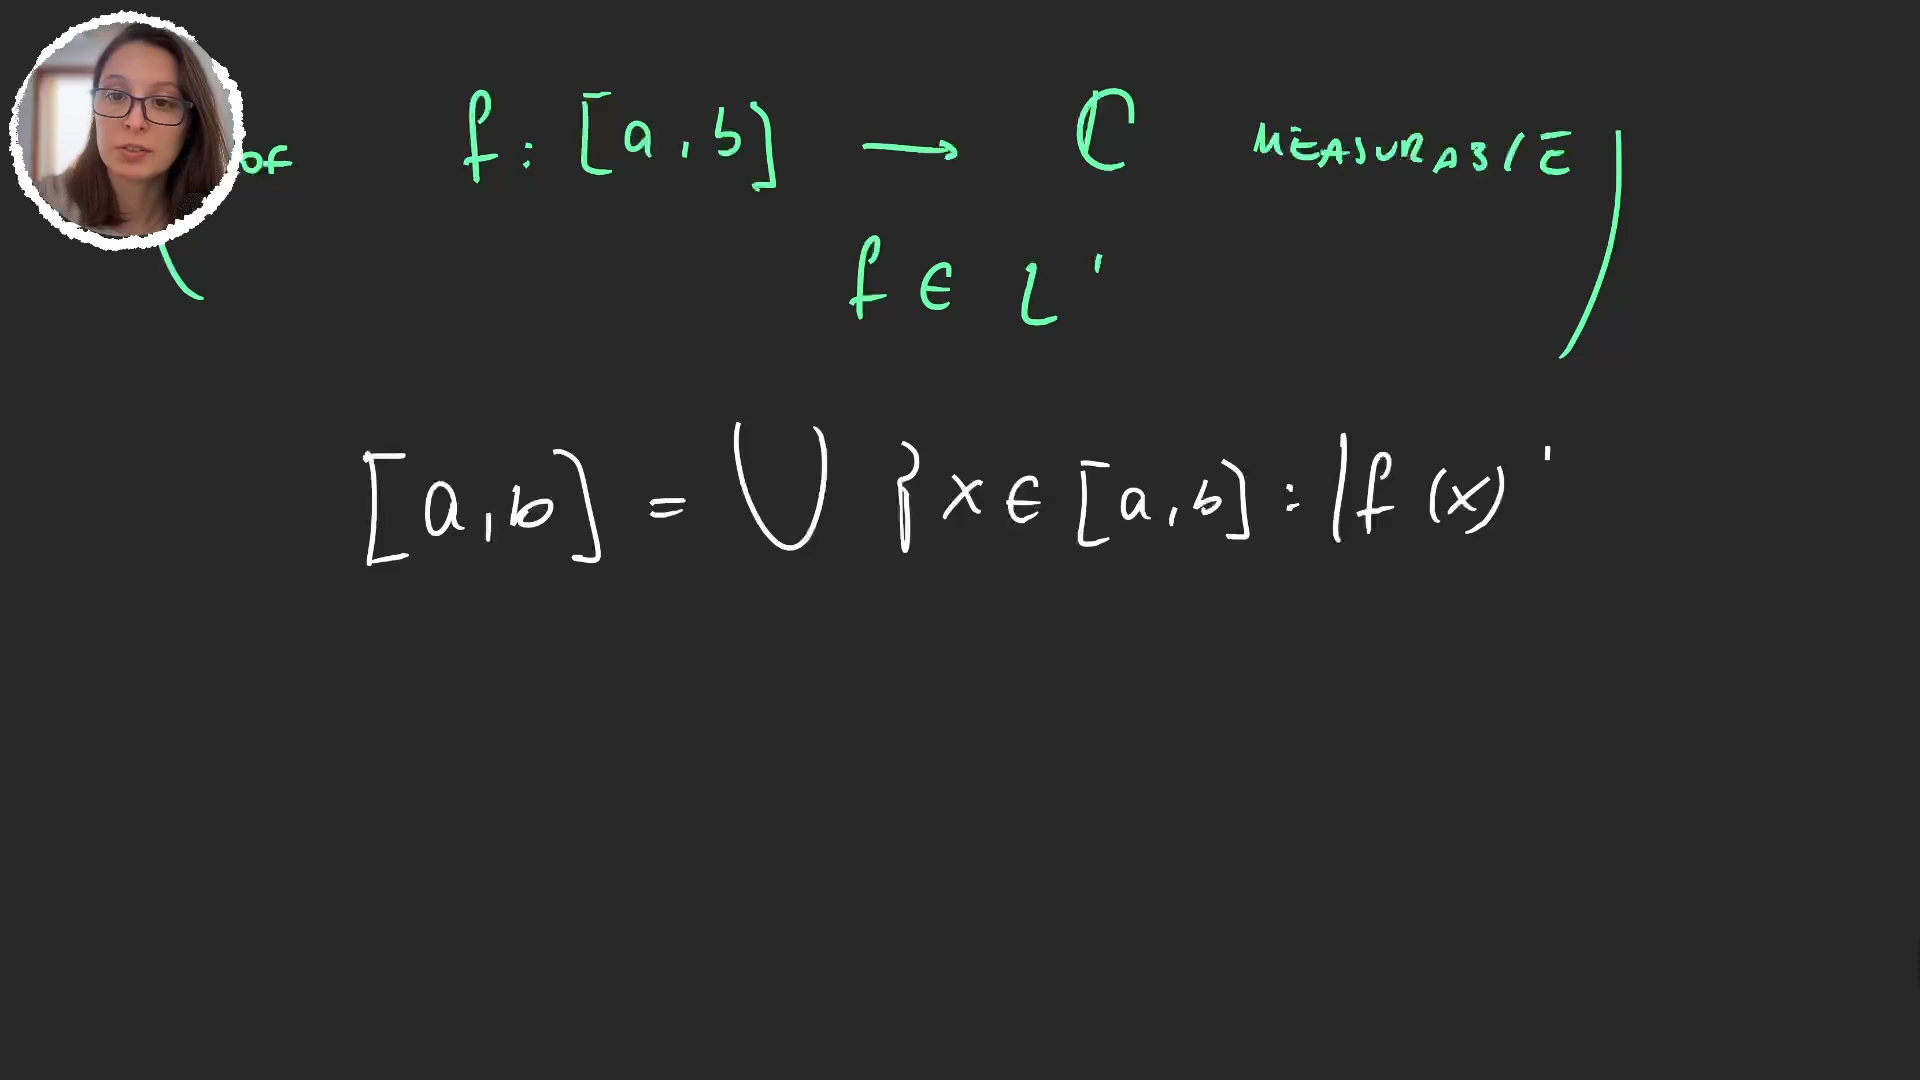 of f : [a, b] → ℂ MEASURABLE
f ∈ L¹
[a, b] = ∪ { x ∈ [a, b] : |f(x)